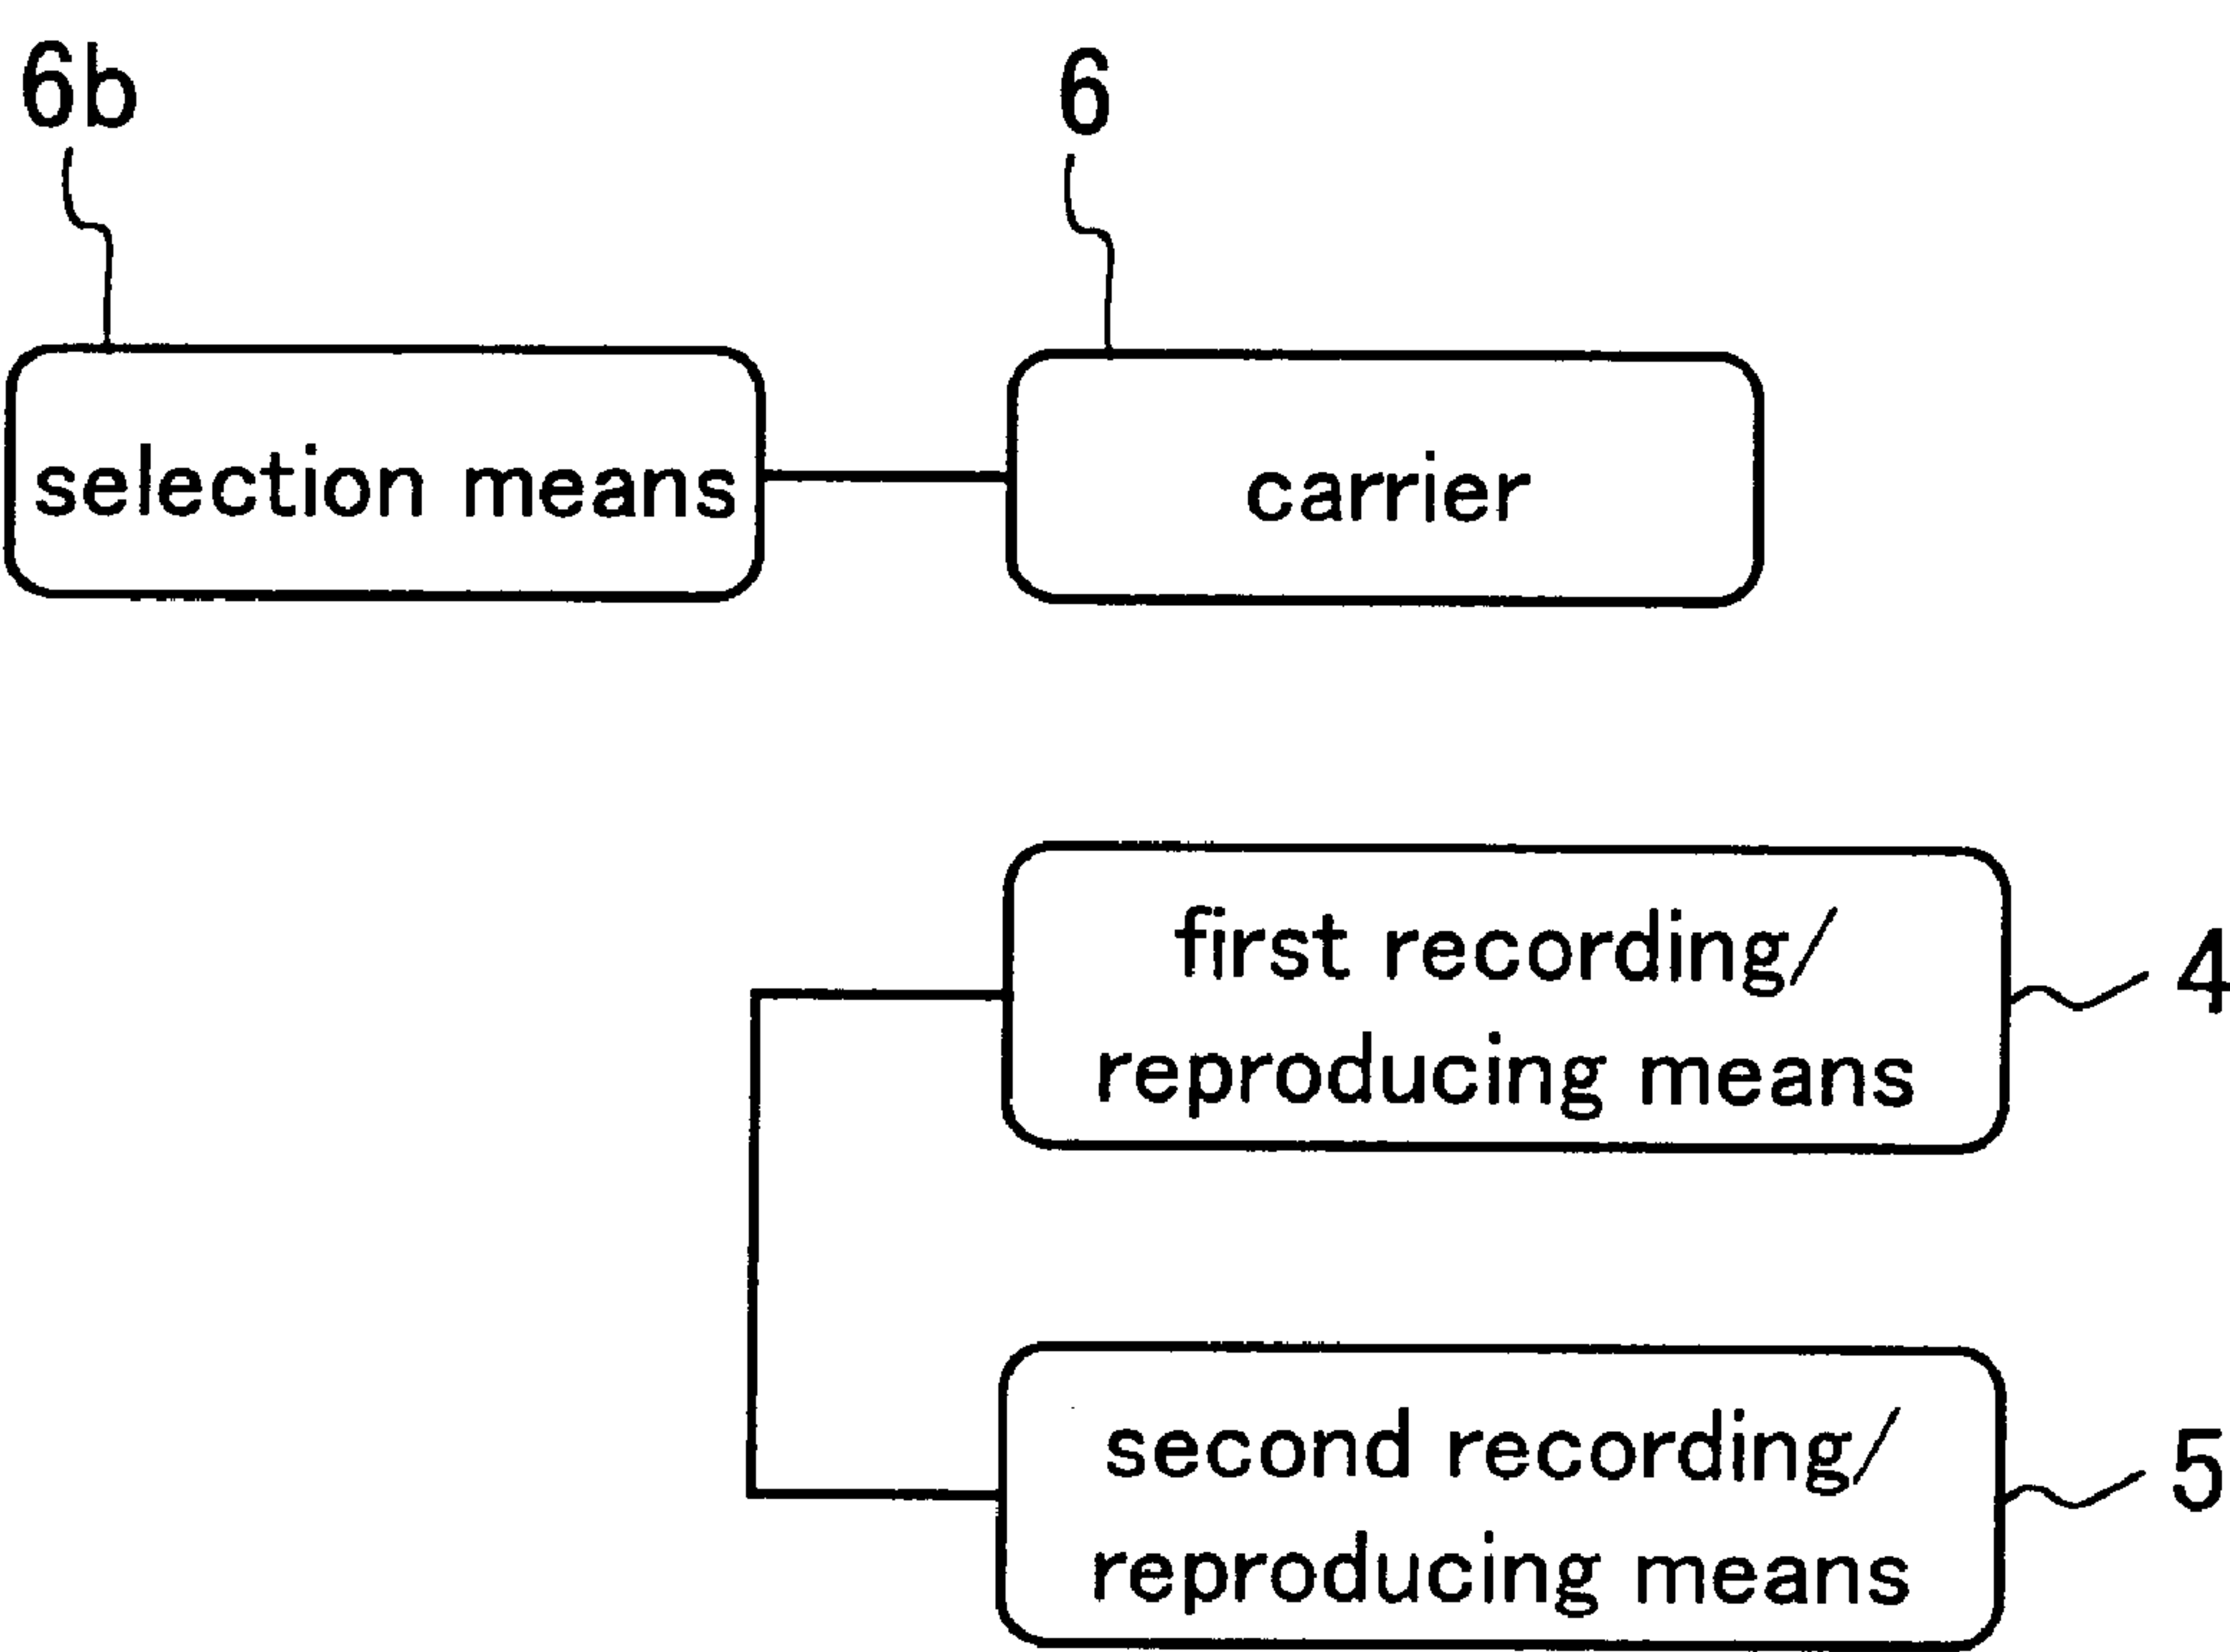 6b
6
selection means
carrier
first recording/
reproducing means
4
second recording/
reproducing means
5